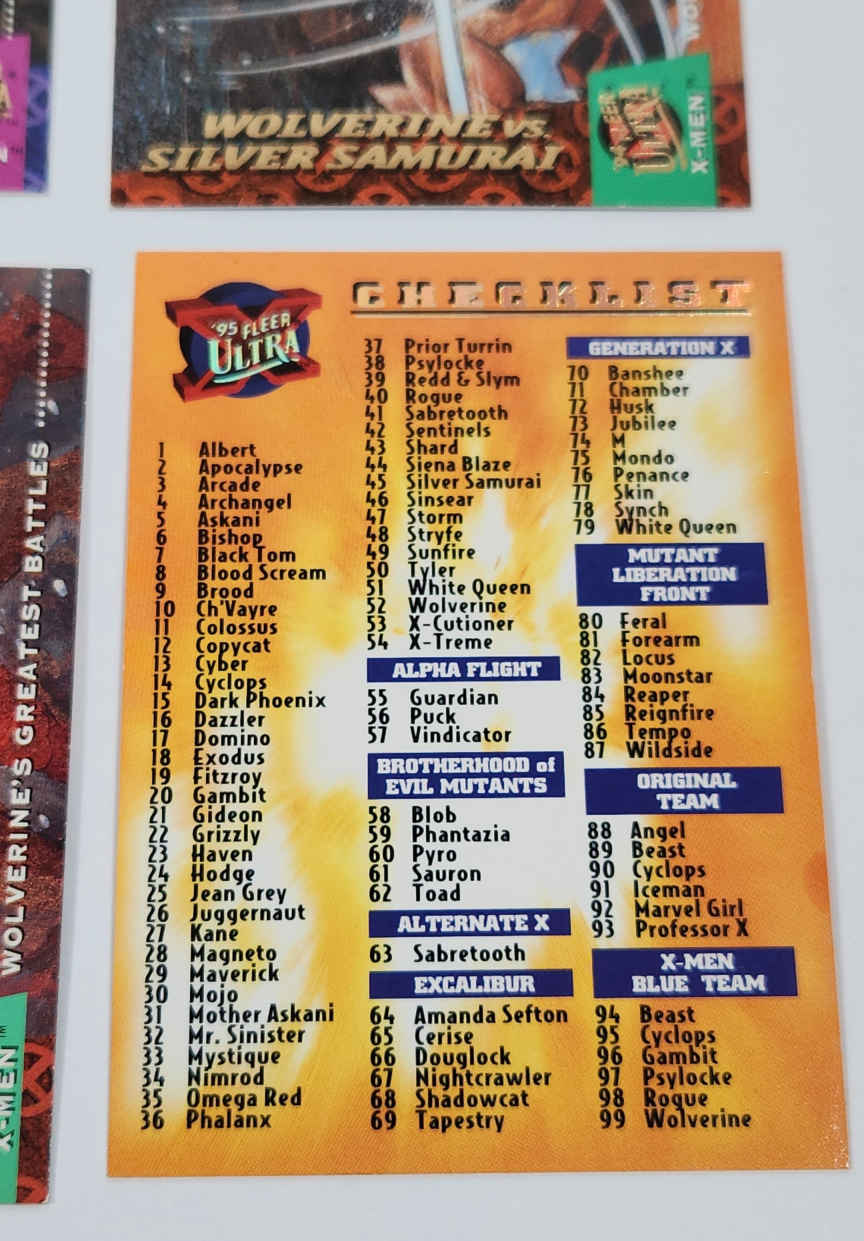 WOLVERINE VS.
SILVER SAMURAI
'94 FLEER
ULTRA
X-MEN™
WOLVERINE'S GREATEST BATTLES
X-MEN™
'95 FLEER
ULTRA
CHECKLIST
1 Albert
2 Apocalypse
3 Arcade
4 Archangel
5 Askani
6 Bishop
7 Black Tom
8 Blood Scream
9 Brood
10 Ch'Vayre
11 Colossus
12 Copycat
13 Cyber
14 Cyclops
15 Dark Phoenix
16 Dazzler
17 Domino
18 Exodus
19 Fitzroy
20 Gambit
21 Gideon
22 Grizzly
23 Haven
24 Hodge
25 Jean Grey
26 Juggernaut
27 Kane
28 Magneto
29 Maverick
30 Mojo
31 Mother Askani
32 Mr. Sinister
33 Mystique
34 Nimrod
35 Omega Red
36 Phalanx
37 Prior Turrin
38 Psylocke
39 Redd & Slym
40 Rogue
41 Sabretooth
42 Sentinels
43 Shard
44 Siena Blaze
45 Silver Samurai
46 Sinsear
47 Storm
48 Stryfe
49 Sunfire
50 Tyler
51 White Queen
52 Wolverine
53 X-Cutioner
54 X-Treme
ALPHA FLIGHT
55 Guardian
56 Puck
57 Vindicator
BROTHERHOOD of
EVIL MUTANTS
58 Blob
59 Phantazia
60 Pyro
61 Sauron
62 Toad
ALTERNATE X
63 Sabretooth
EXCALIBUR
64 Amanda Sefton
65 Cerise
66 Douglock
67 Nightcrawler
68 Shadowcat
69 Tapestry
GENERATION X
70 Banshee
71 Chamber
72 Husk
73 Jubilee
74 M
75 Mondo
76 Penance
77 Skin
78 Synch
79 White Queen
MUTANT
LIBERATION
FRONT
80 Feral
81 Forearm
82 Locus
83 Moonstar
84 Reaper
85 Reignfire
86 Tempo
87 Wildside
ORIGINAL
TEAM
88 Angel
89 Beast
90 Cyclops
91 Iceman
92 Marvel Girl
93 Professor X
X-MEN
BLUE TEAM
94 Beast
95 Cyclops
96 Gambit
97 Psylocke
98 Rogue
99 Wolverine